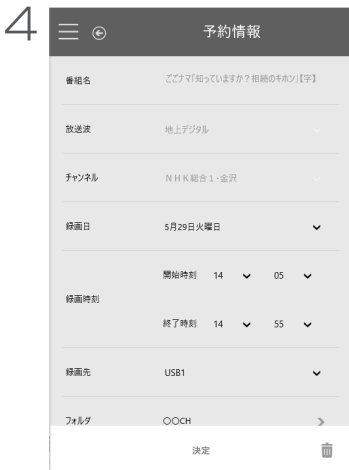 4
予約情報
番組名 ごごナマ「知っていますか？相続のキホン」【字】
放送波 地上デジタル
チャンネル ＮＨＫ総合１-金沢
録画日 5月29日火曜日
開始時刻 14 05
録画時刻
終了時刻 14 55
録画先 USB1
フォルダ 〇〇CH
決定